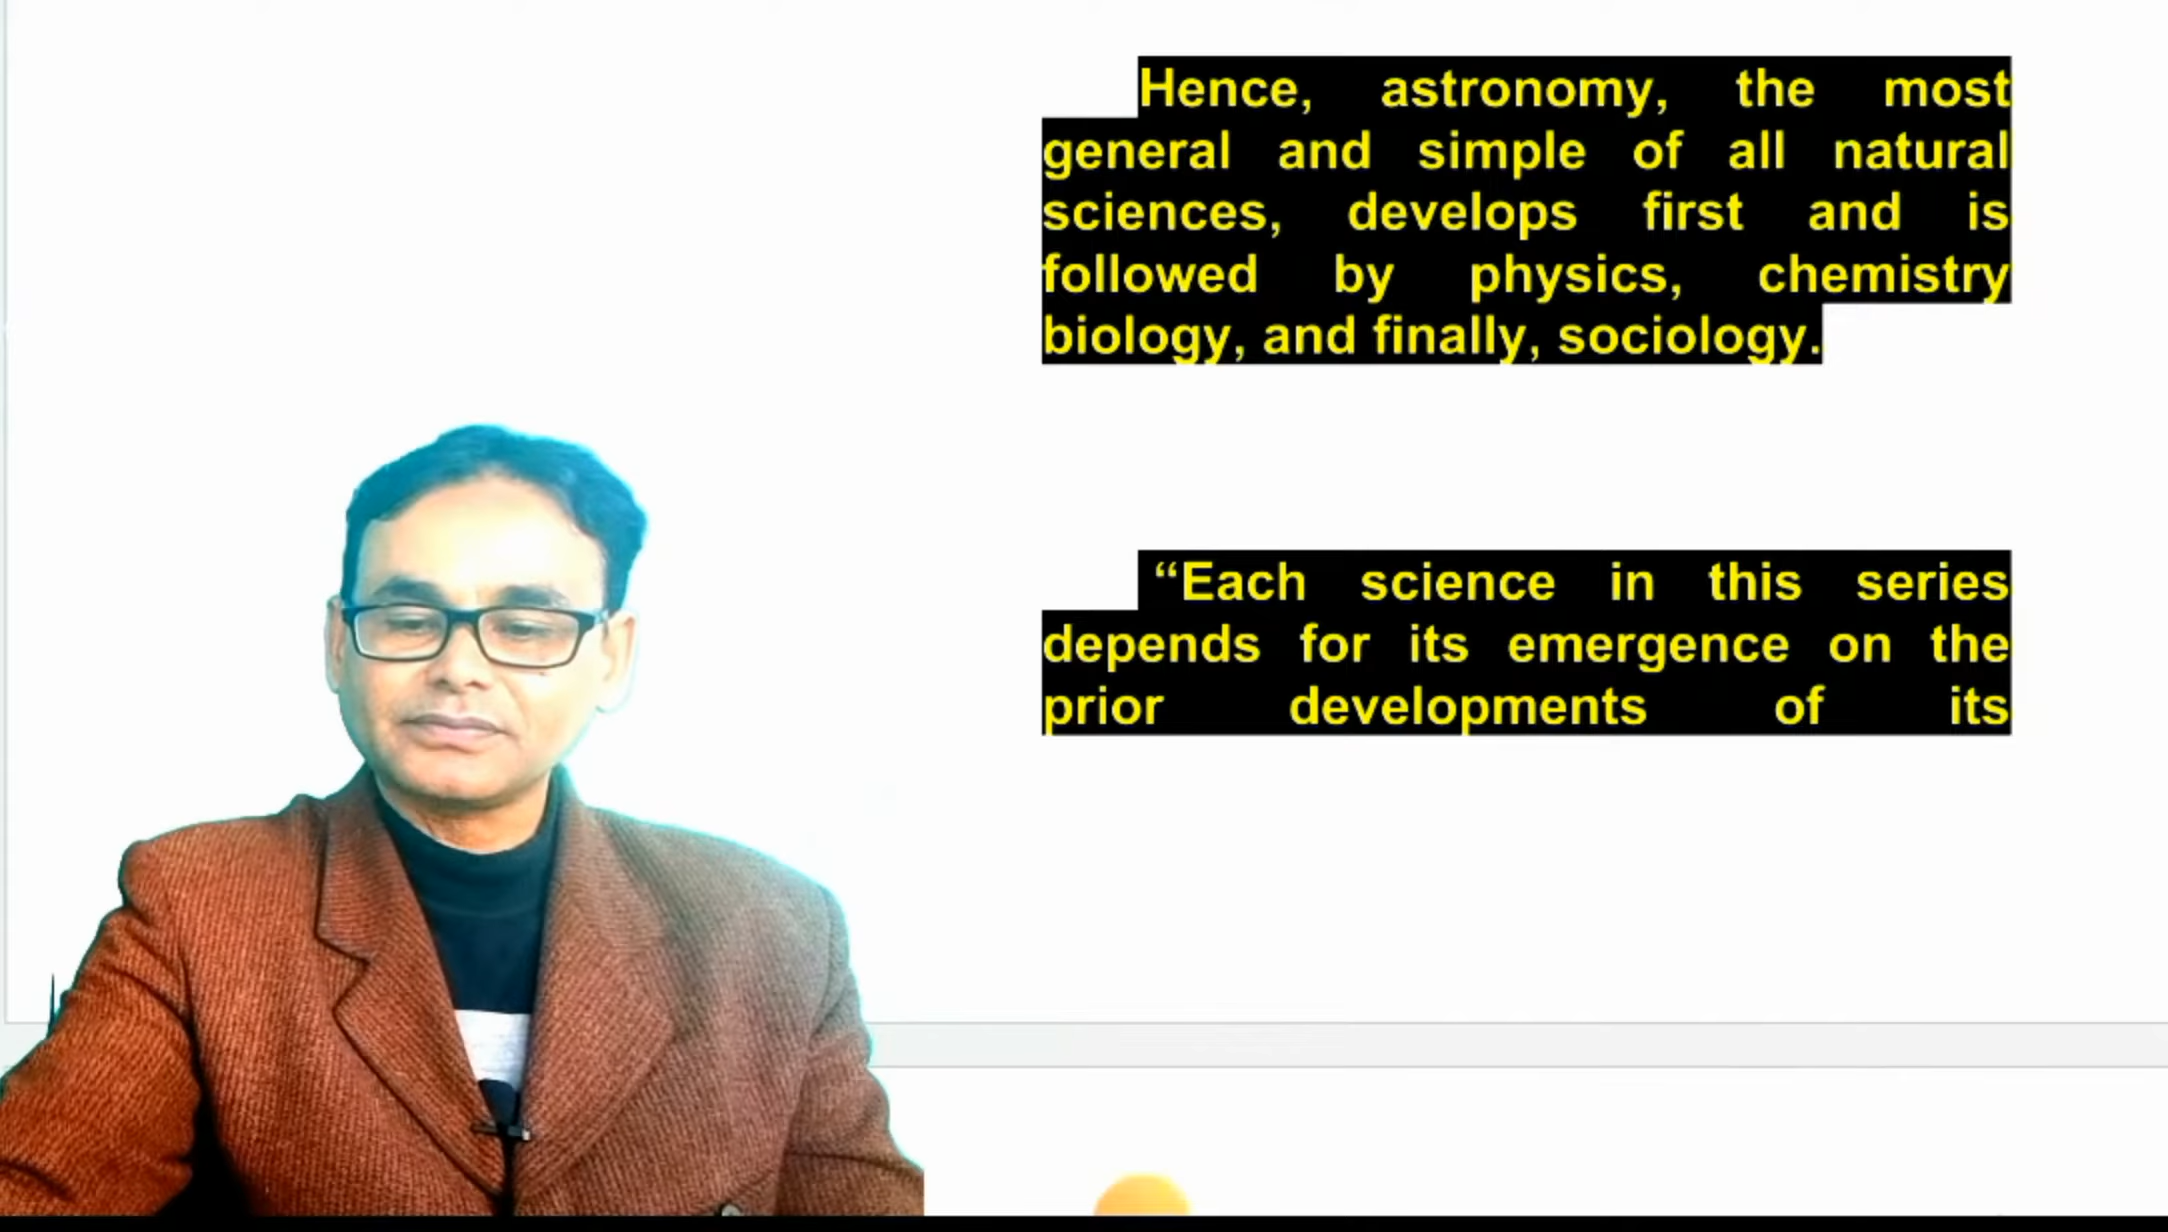 Hence, astronomy, the most
general and simple of all natural
sciences, develops first and is
followed by physics, chemistry
biology, and finally, sociology.
“Each science in this series
depends for its emergence on the
prior developments of its